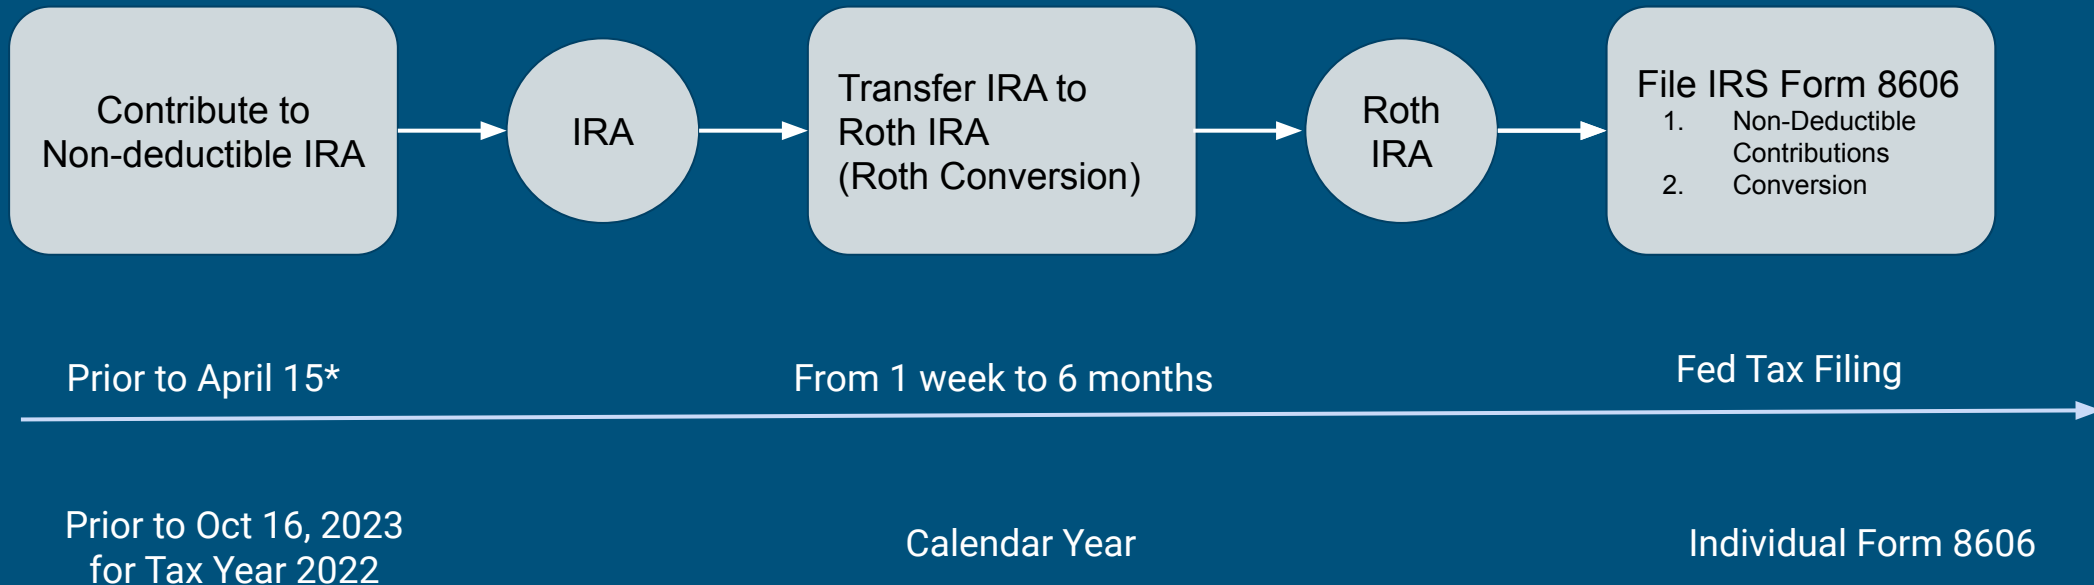 Contribute to
Non-deductible IRA
IRA
Transfer IRA to
Roth IRA
(Roth Conversion)
Roth
IRA
File IRS Form 8606
1. Non-Deductible
Contributions
2. Conversion
Prior to April 15*
From 1 week to 6 months
Fed Tax Filing
Prior to Oct 16, 2023
for Tax Year 2022
Calendar Year
Individual Form 8606